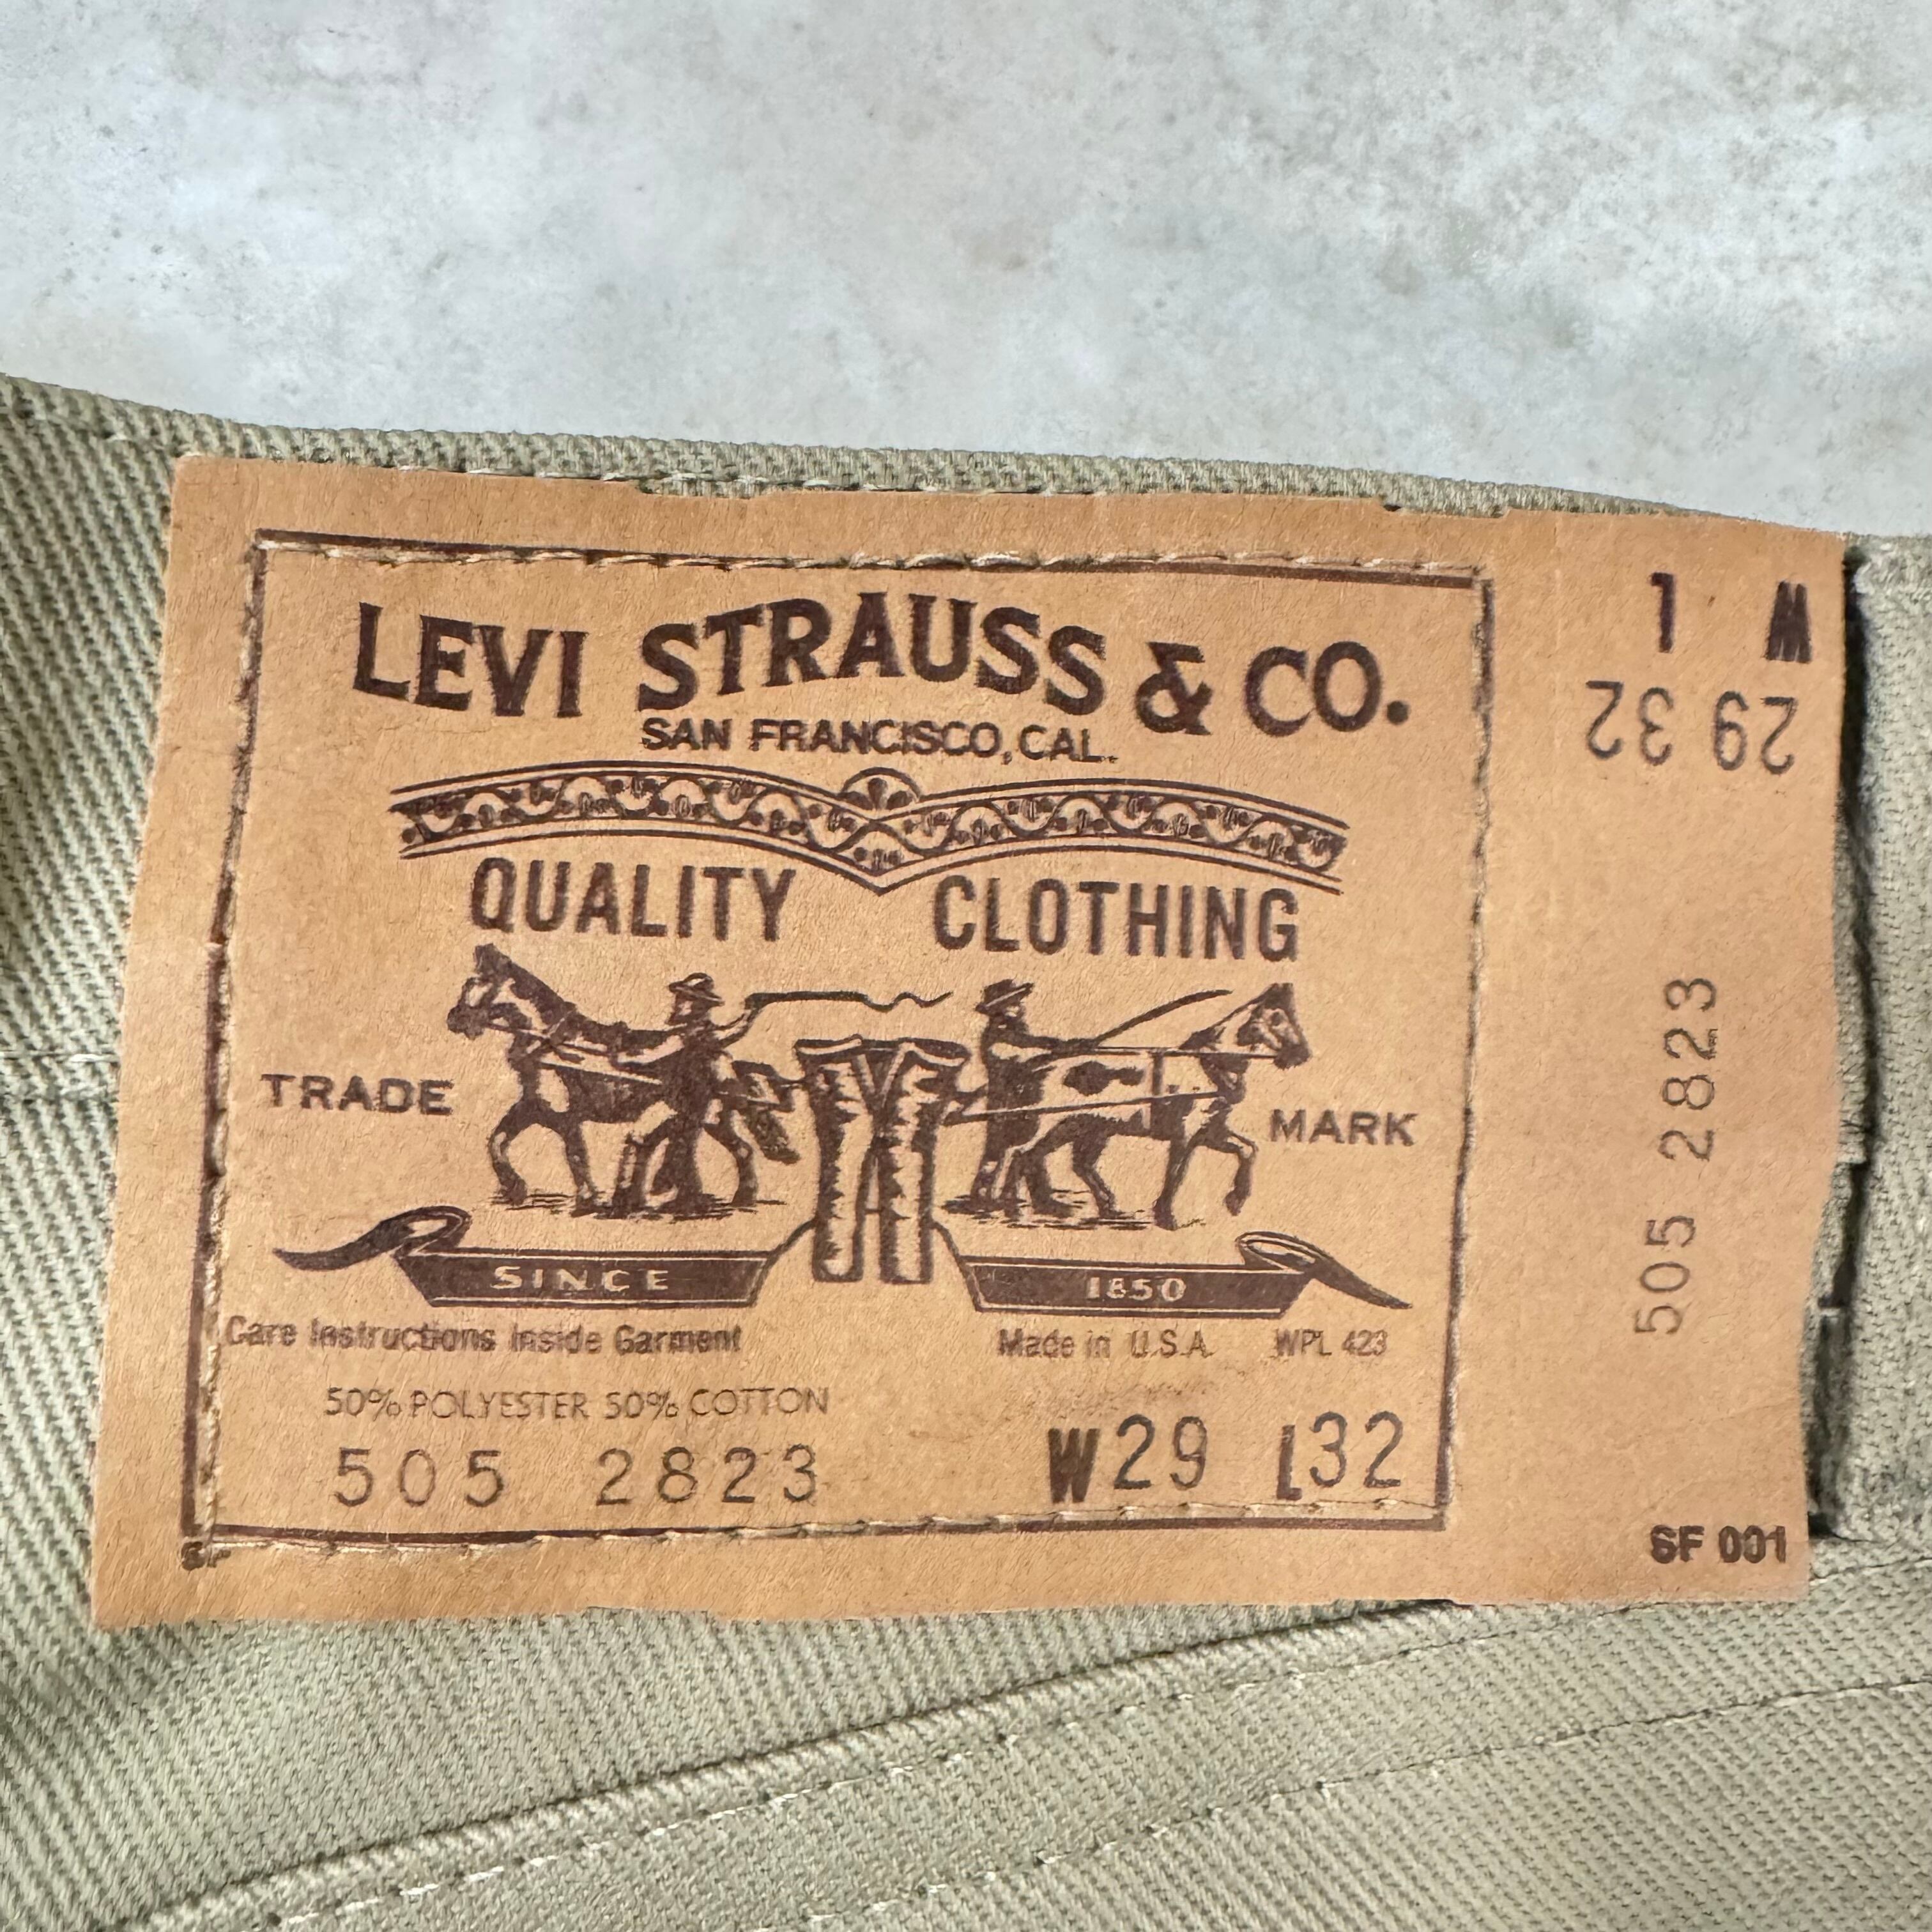 LEVI STRAUSS & CO.
SAN FRANCISCO, CAL.
QUALITY CLOTHING
TRADE MARK
SINCE 1850
Care Instructions Inside Garment Made in U.S.A. WPL 423
50% POLYESTER 50% COTTON
505 2823 W29 L32
SF
W L
29 32
505 2823
SF 001